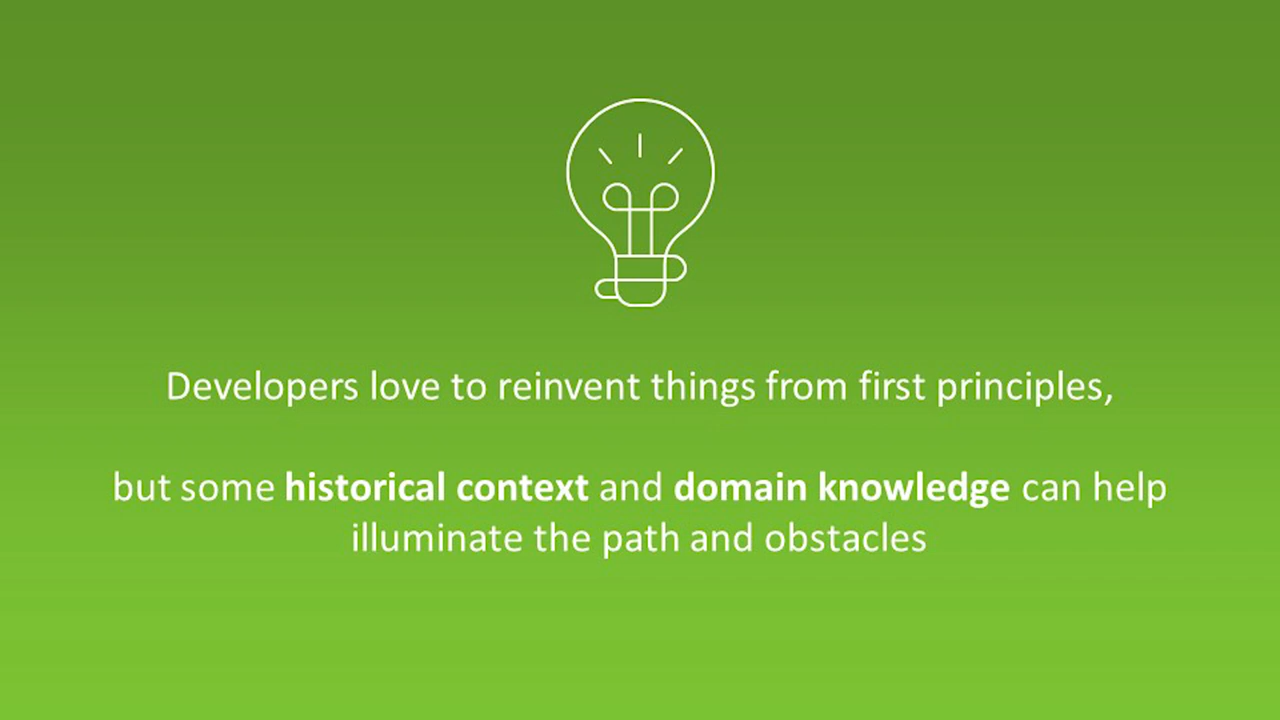 Developers love to reinvent things from first principles,
but some historical context and domain knowledge can help
illuminate the path and obstacles